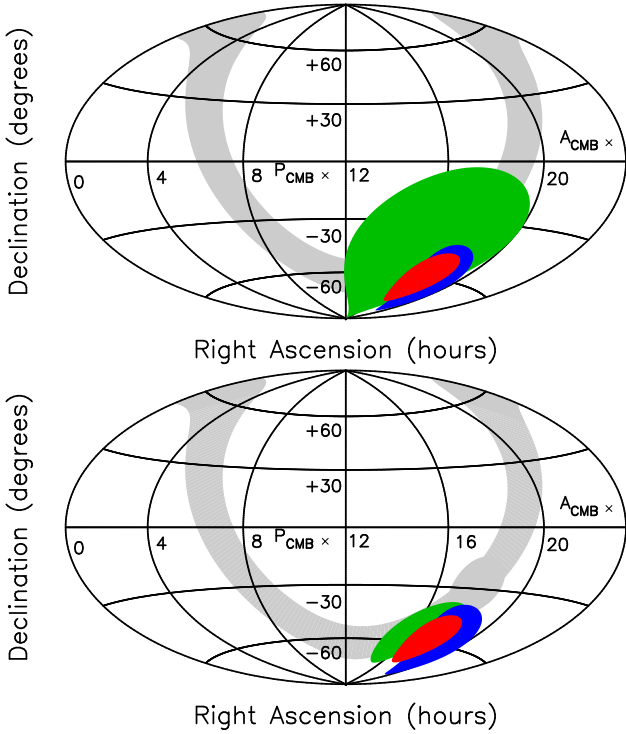 Declination (degrees)
+60
+30
A_CMB ×
0
4
8
P_CMB ×
12
20
−30
−60
Right Ascension (hours)
Declination (degrees)
+60
+30
A_CMB ×
0
4
8
P_CMB ×
12
16
20
−30
−60
Right Ascension (hours)